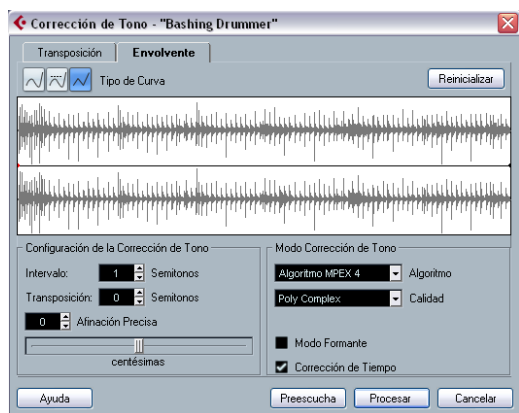 Corrección de Tono - "Bashing Drummer"
Transposición Envolvente
Tipo de Curva Reinicializar
Configuración de la Corrección de Tono
Intervalo: 1 Semitonos
Transposición: 0 Semitonos
0 Afinación Precisa
centésimas
Modo Corrección de Tono
Algoritmo MPEX 4 Algoritmo
Poly Complex Calidad
Modo Formante
Corrección de Tiempo
Ayuda Preescucha Procesar Cancelar